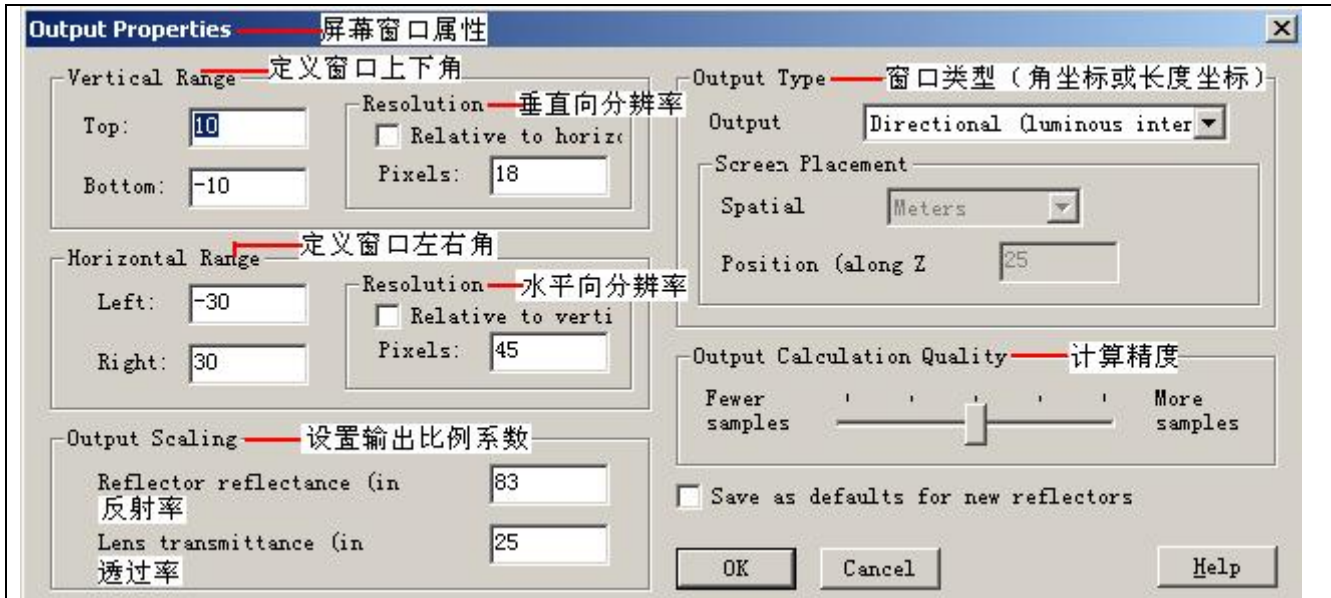 Output Properties 屏幕窗口属性
Vertical Range 定义窗口上下角
Top: 10
Bottom: -10
Resolution 垂直向分辨率
Relative to horizo
Pixels: 18
Horizontal Range 定义窗口左右角
Left: -30
Right: 30
Resolution 水平向分辨率
Relative to verti
Pixels: 45
Output Scaling 设置输出比例系数
Reflector reflectance (in 83
反射率
Lens transmittance (in 25
透过率
Output Type 窗口类型（角坐标或长度坐标）
Output Directional (luminous inter
Screen Placement
Spatial Meters
Position (along Z 25
Output Calculation Quality 计算精度
Fewer samples
More samples
Save as defaults for new reflectors
OK Cancel Help